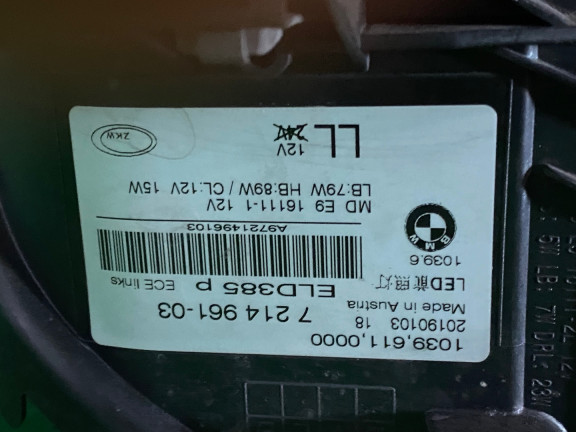 1039.611.0000
20190103 18
Made in Austria
7 214 961-03
LED前照灯
ELD385 P
ECE links
1039.6
BMW
A9721496103
MD E9 16111-1 12V
LB:79W HB:89W / CL:12V 15W
12V 24V
LL
ZKW